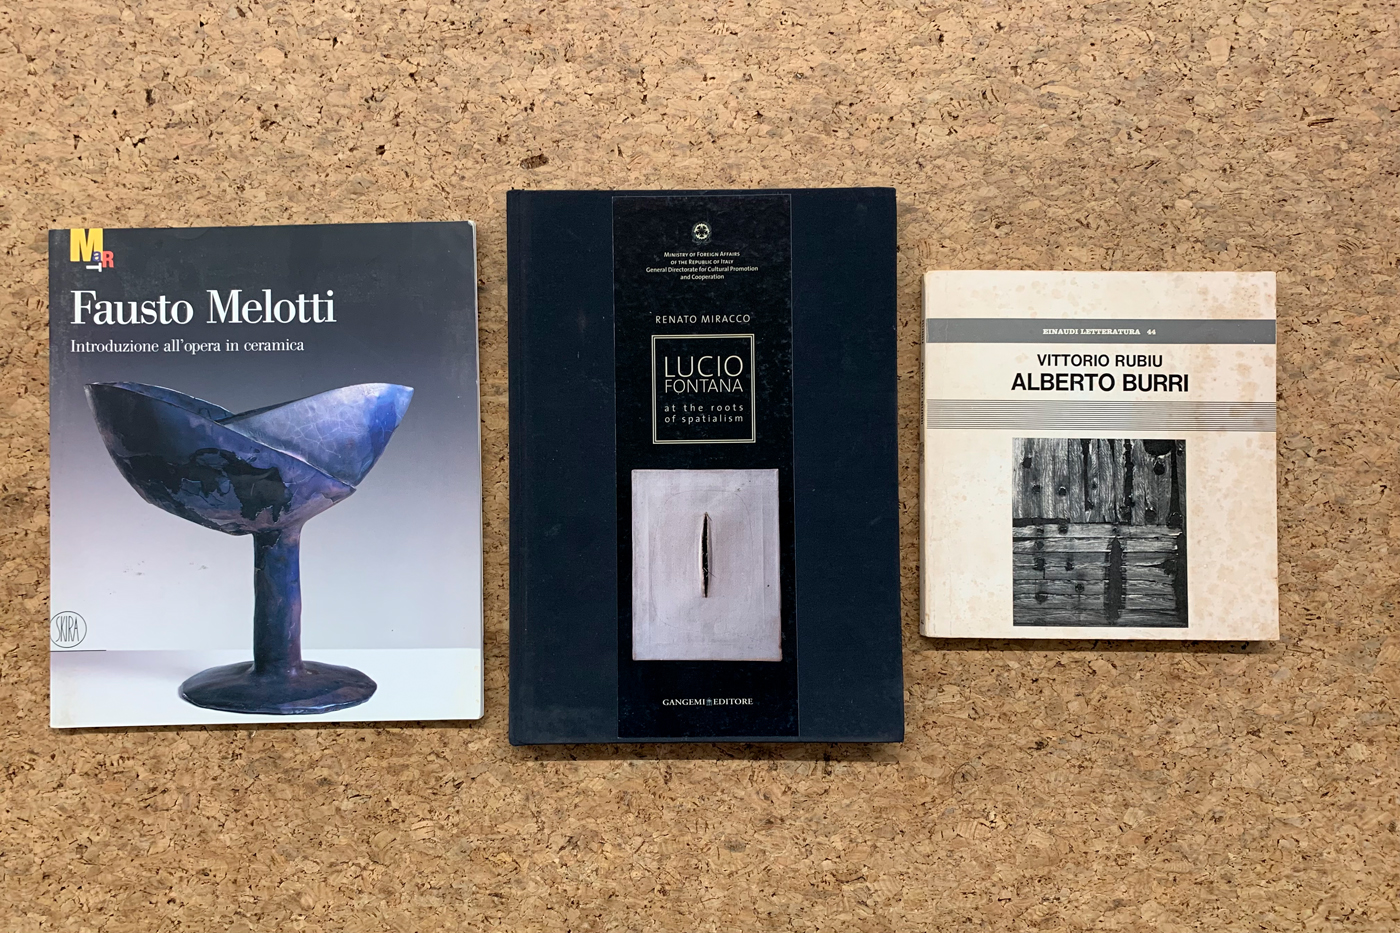 MaRT
Fausto Melotti
Introduzione all'opera in ceramica
SKIRA
MINISTRY OF FOREIGN AFFAIRS
OF THE REPUBLIC OF ITALY
General Directorate for Cultural Promotion
and Cooperation
RENATO MIRACCO
LUCIO
FONTANA
at the roots
of spatialism
GANGEMI EDITORE
EINAUDI LETTERATURA 44
VITTORIO RUBIU
ALBERTO BURRI